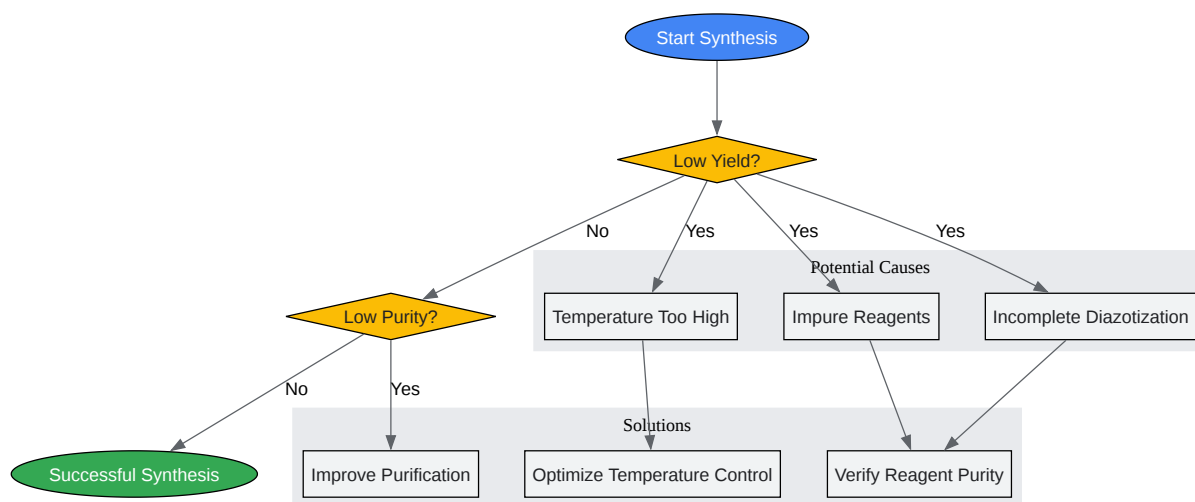 Start Synthesis
Low Yield?
No
Yes
Yes
Yes
Potential Causes
Low Purity?
Temperature Too High
Impure Reagents
Incomplete Diazotization
No
Yes
Solutions
Successful Synthesis
Improve Purification
Optimize Temperature Control
Verify Reagent Purity